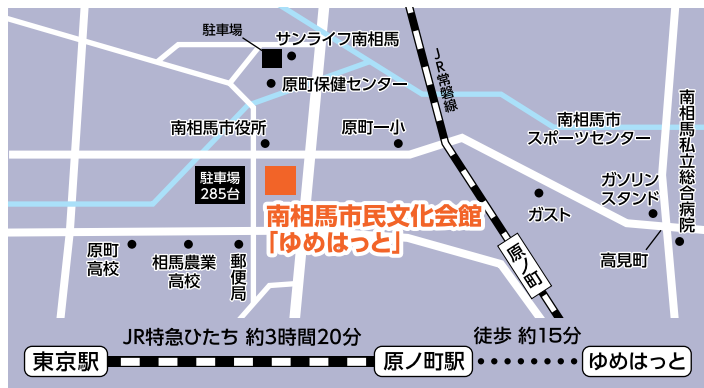 駐車場
サンライフ南相馬
JR常磐線
原町保健センター
南相馬市役所
原町一小
南相馬市
スポーツセンター
南相馬私立総合病院
駐車場
285台
ガソリン
スタンド
ガスト
南相馬市民文化会館
「ゆめはっと」
原町
高校
相馬農業
高校
郵便局
原ノ町
高見町
JR特急ひたち 約3時間20分
徒歩 約15分
東京駅
原ノ町駅
ゆめはっと